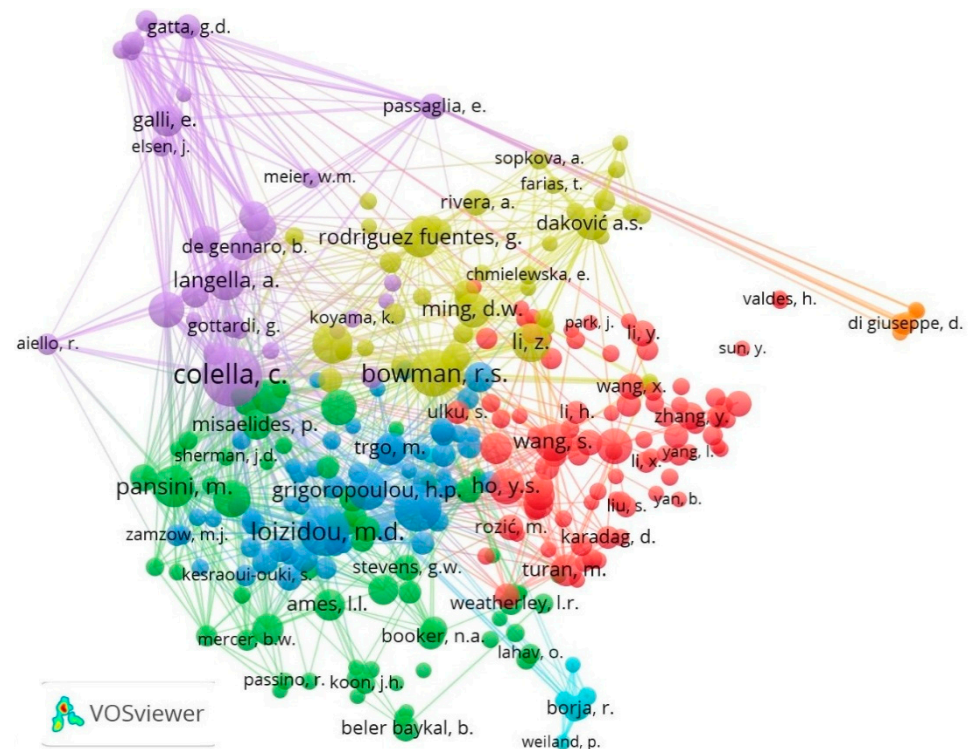 gatta, g.d.
passaglia, e.
galli, e.
elsen, j.
sopkova, a.
meier, w.m.
farias, t.
rivera, a.
daković a.s.
rodriguez fuentes, g.
de gennaro, b.
langella, a.
chmielewska, e.
valdes, h.
ming, d.w.
koyama, k.
gottardi, g.
park, j.
li, y.
di giuseppe, d.
aiello, r.
li, z.
sun, y.
colella, c.
bowman, r.s.
wang, x.
ulku, s.
li, h.
zhang, y.
misaelides, p.
trgo, m.
wang, s.
sherman, j.d.
yang, l.
li, x.
pansini, m.
grigoropoulou, h.p.
ho, y.s.
yan, b.
liu, s.
zamzow, m.j.
loizidou, m.d.
rozić, m.
karadag, d.
kesraoui-ouki, s.
stevens, g.w.
turan, m.
ames, l.l.
weatherley, l.r.
mercer, b.w.
booker, n.a.
lahav, o.
passino, r.
koon, j.h.
borja, r.
beler baykal, b.
weiland, p.
VOSviewer